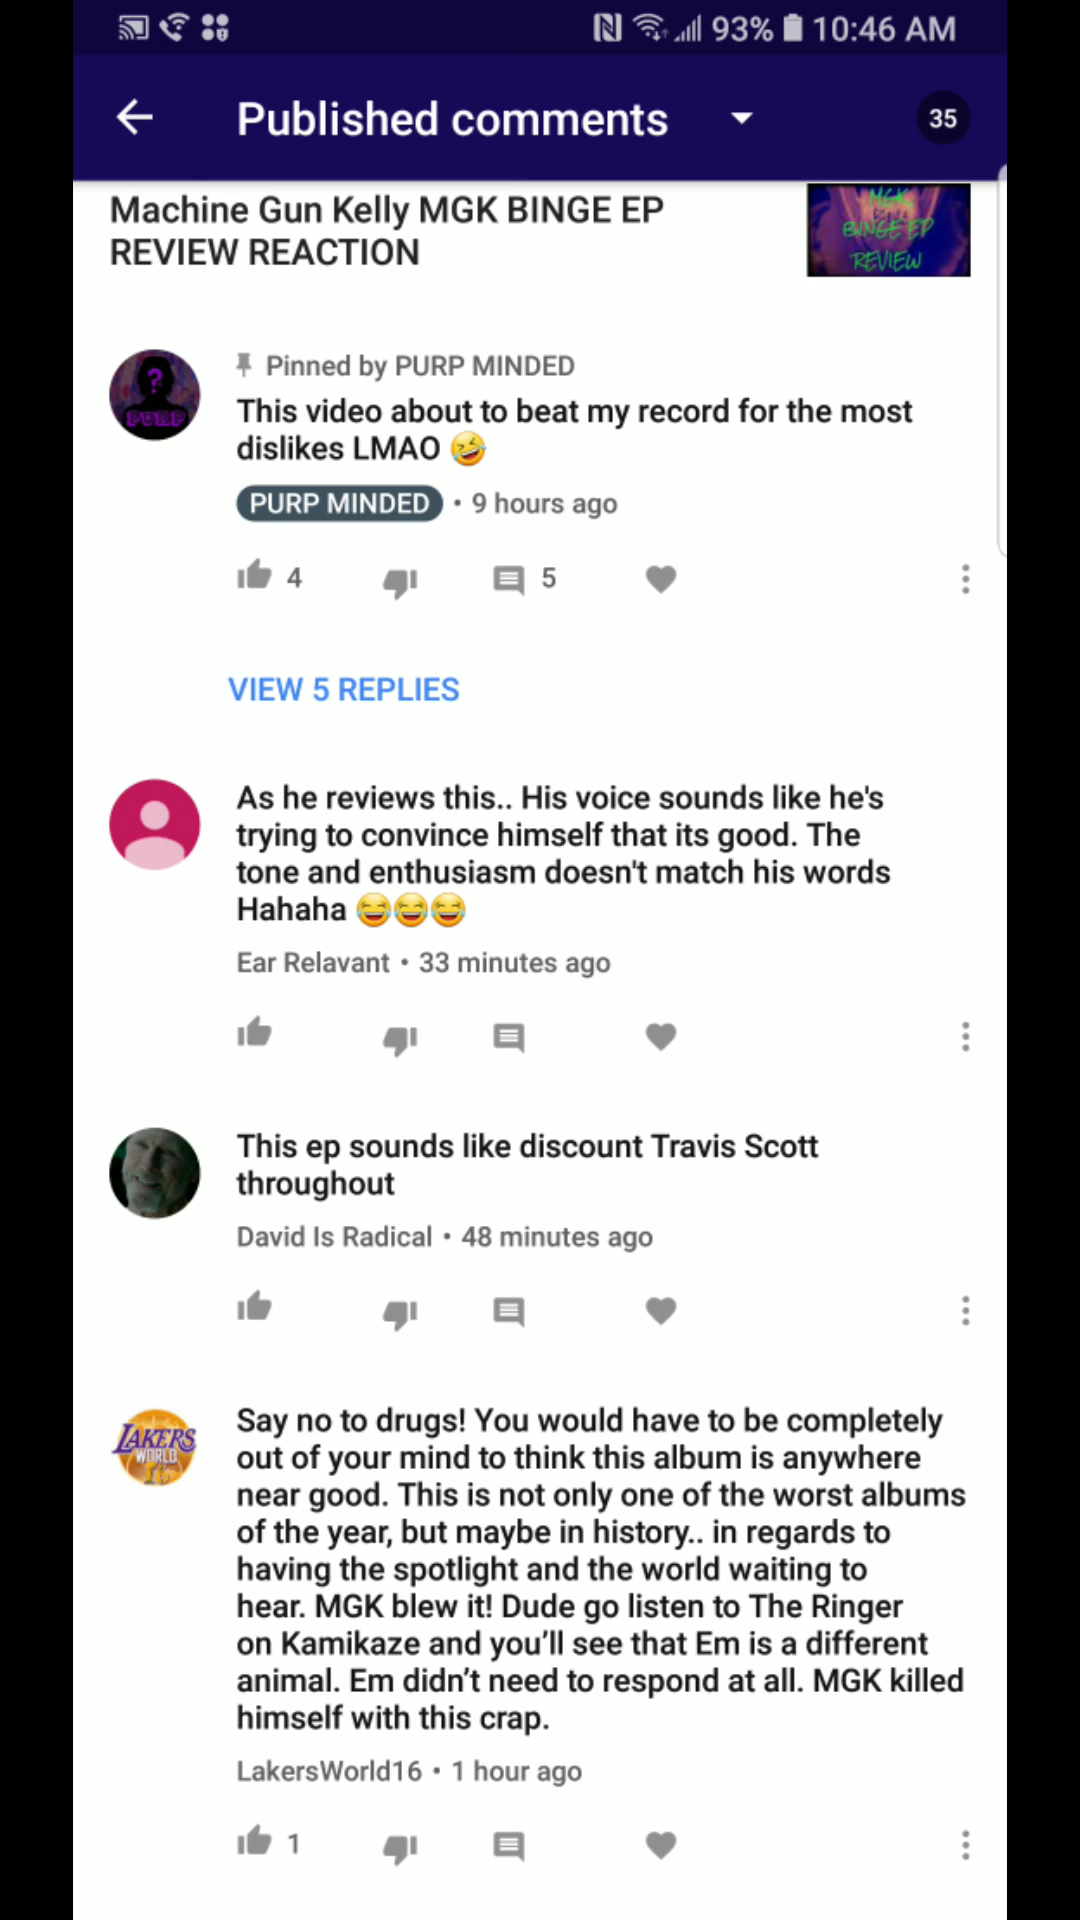 93% 10:46 AM
Published comments
35
Machine Gun Kelly MGK BINGE EP
REVIEW REACTION
MGK
BINGE EP
REVIEW
Pinned by PURP MINDED
?
PURP
This video about to beat my record for the most
dislikes LMAO 🤣
PURP MINDED • 9 hours ago
4 5
VIEW 5 REPLIES
As he reviews this.. His voice sounds like he's
trying to convince himself that its good. The
tone and enthusiasm doesn't match his words
Hahaha 😂😂😂
Ear Relavant • 33 minutes ago
This ep sounds like discount Travis Scott
throughout
David Is Radical • 48 minutes ago
LAKERS
WORLD
16
Say no to drugs! You would have to be completely
out of your mind to think this album is anywhere
near good. This is not only one of the worst albums
of the year, but maybe in history.. in regards to
having the spotlight and the world waiting to
hear. MGK blew it! Dude go listen to The Ringer
on Kamikaze and you’ll see that Em is a different
animal. Em didn’t need to respond at all. MGK killed
himself with this crap.
LakersWorld16 • 1 hour ago
1